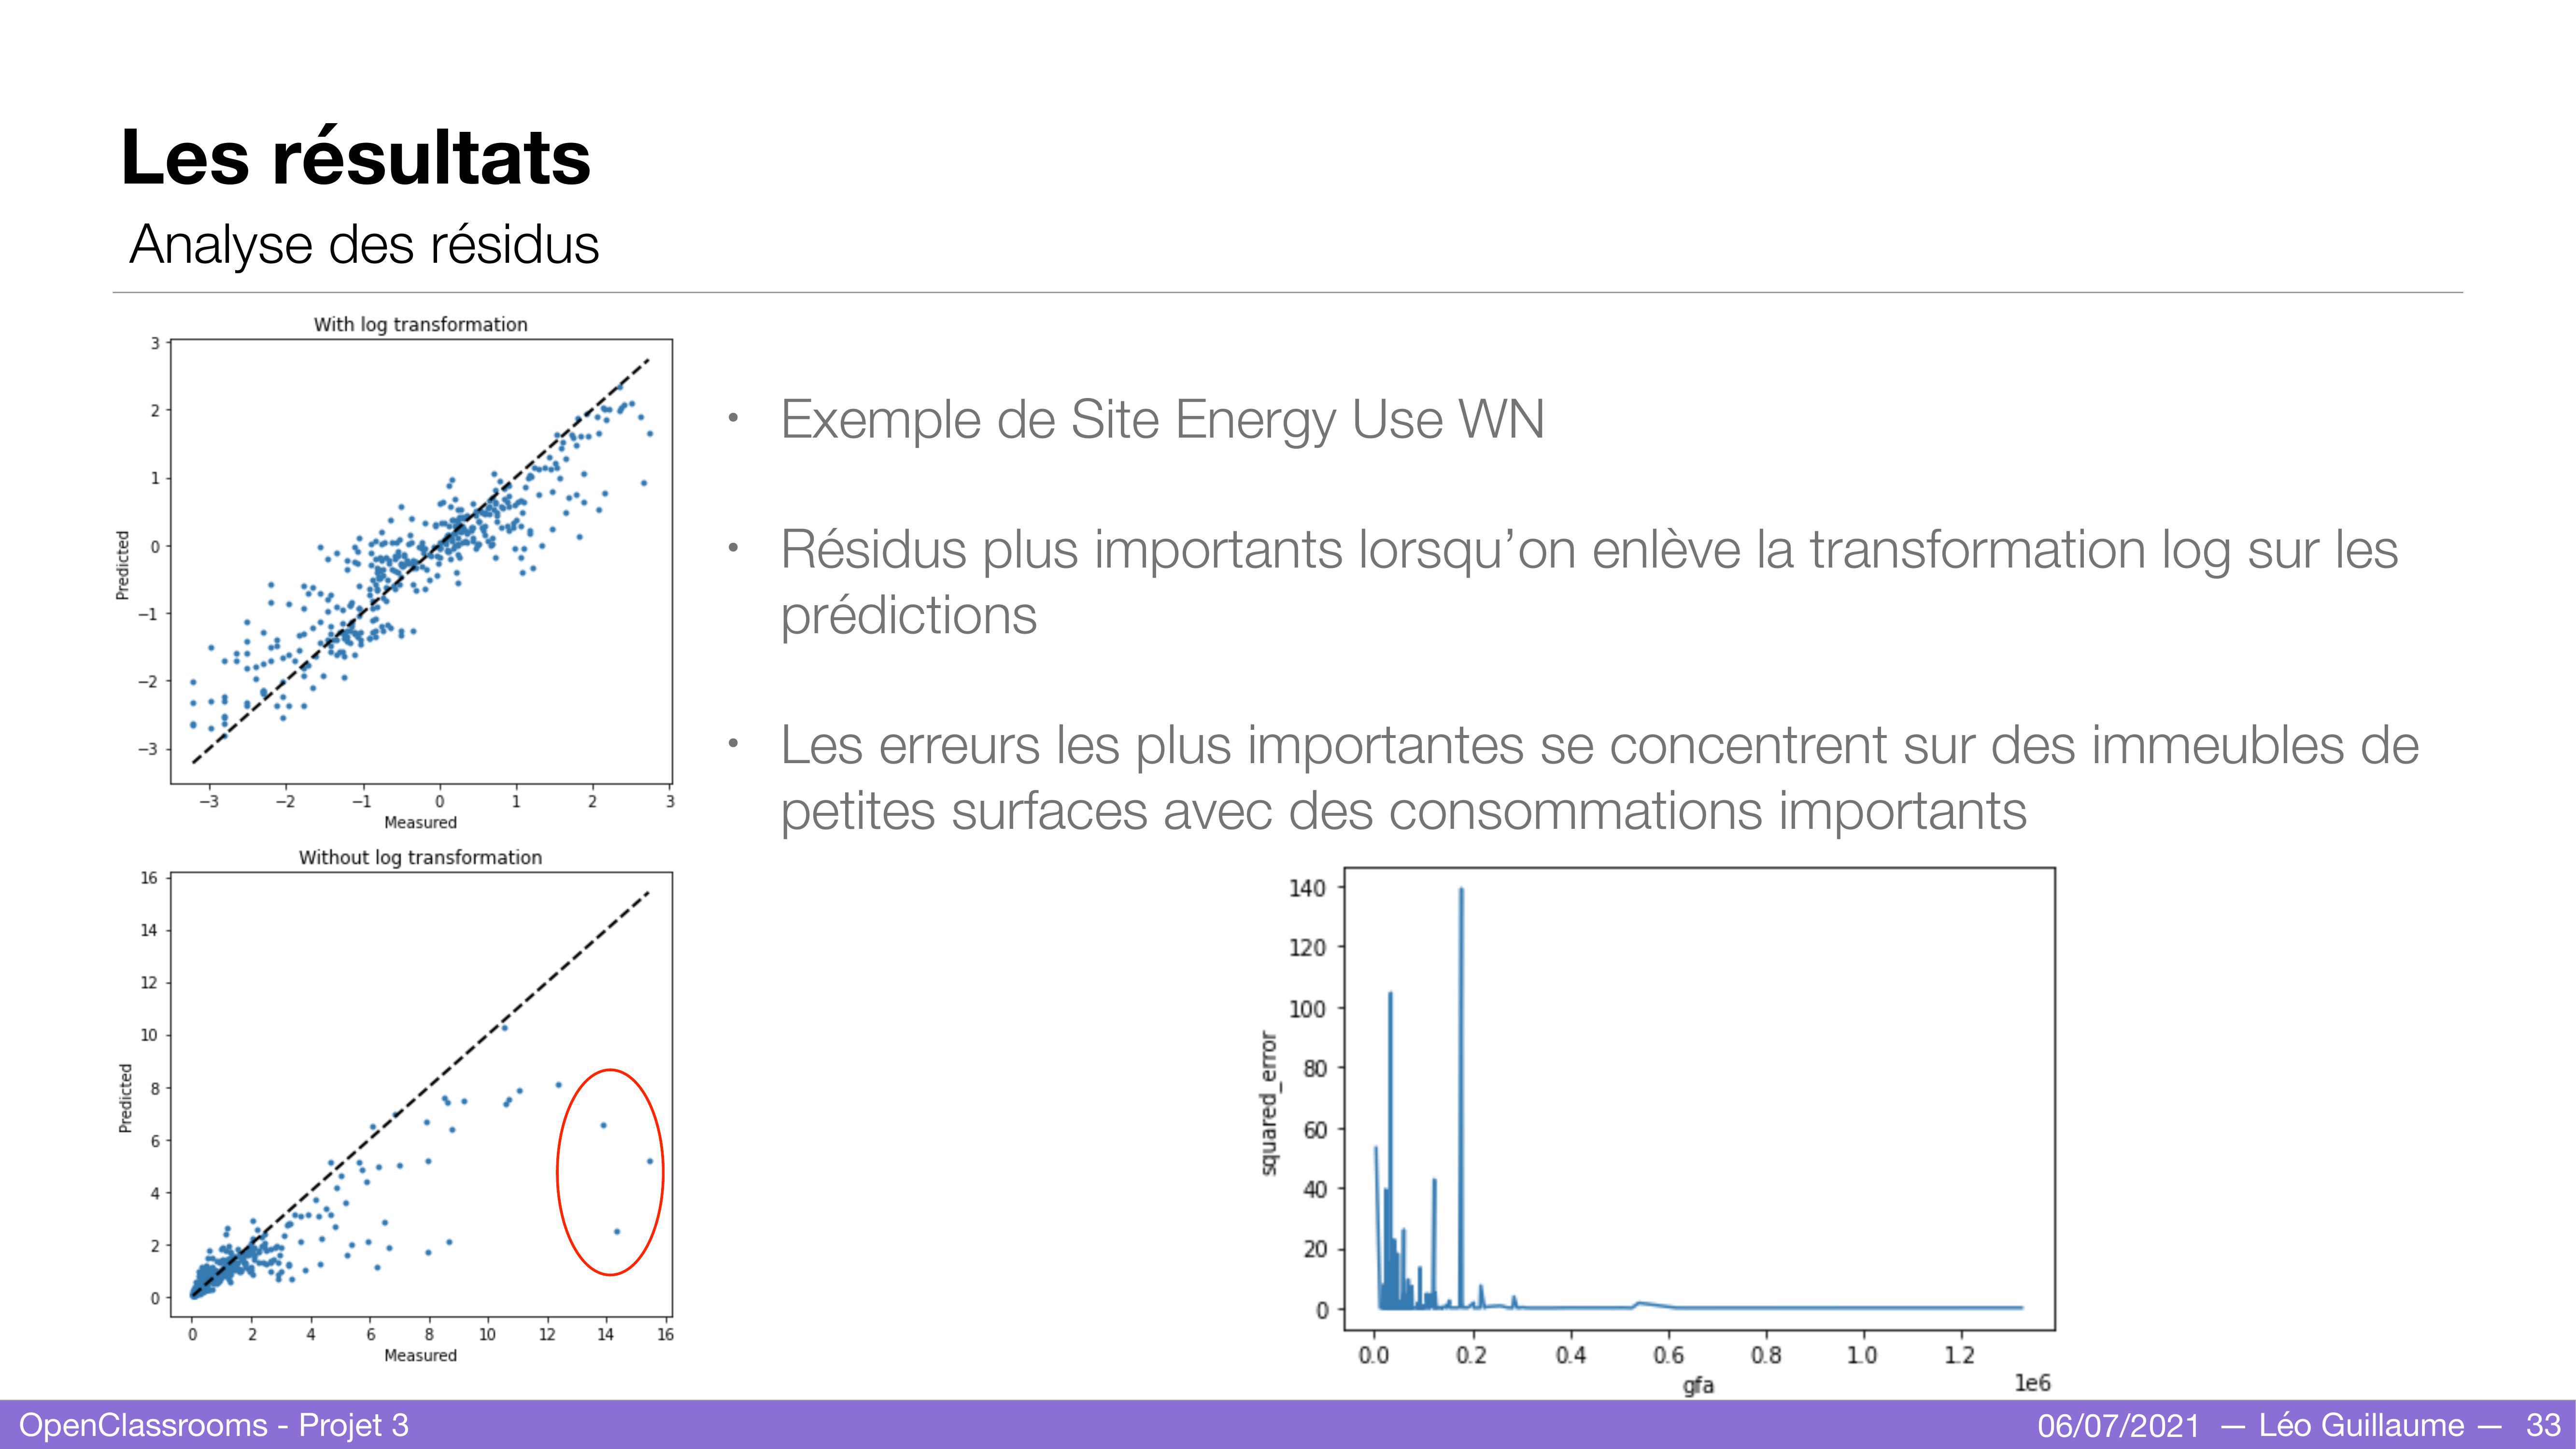 Les résultats
Analyse des résidus
With log transformation
3
2
1
0
−1
−2
−3
Predicted
−3 −2 −1 0 1 2 3
Measured
• Exemple de Site Energy Use WN
• Résidus plus importants lorsqu’on enlève la transformation log sur les
prédictions
• Les erreurs les plus importantes se concentrent sur des immeubles de
petites surfaces avec des consommations importants
Without log transformation
16
14
12
10
8
6
4
2
0
Predicted
0 2 4 6 8 10 12 14 16
Measured
140
120
100
80
60
40
20
0
squared_error
0.0 0.2 0.4 0.6 0.8 1.0 1.2
gfa
1e6
OpenClassrooms - Projet 3
06/07/2021 — Léo Guillaume — 33